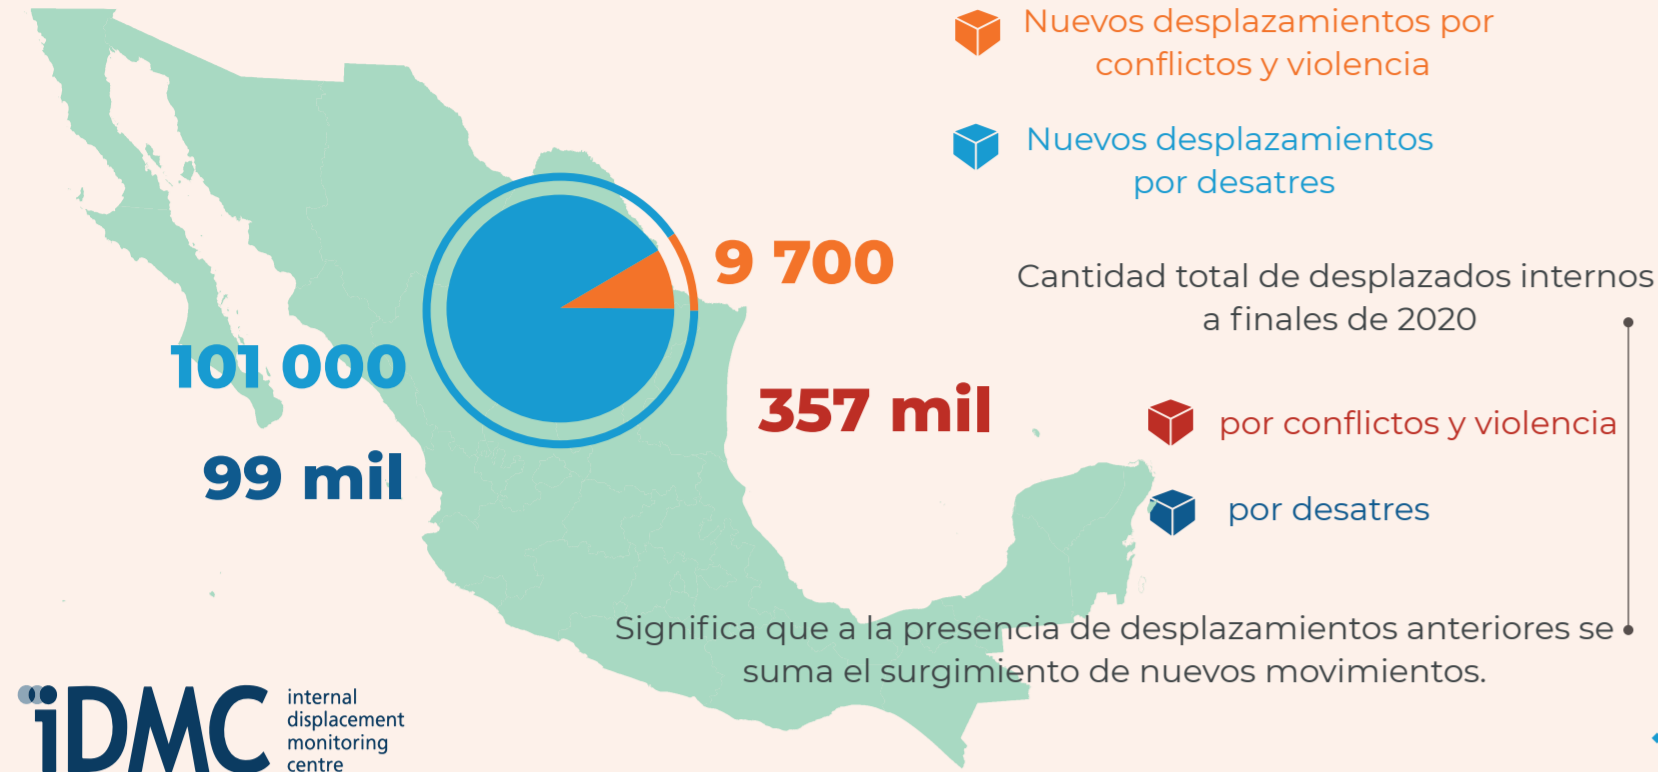 Nuevos desplazamientos por
conflictos y violencia
Nuevos desplazamientos
por desatres
9 700
101 000
99 mil
357 mil
Cantidad total de desplazados internos
a finales de 2020
por conflictos y violencia
por desatres
Significa que a la presencia de desplazamientos anteriores se
suma el surgimiento de nuevos movimientos.
iDMC
internal
displacement
monitoring
centre